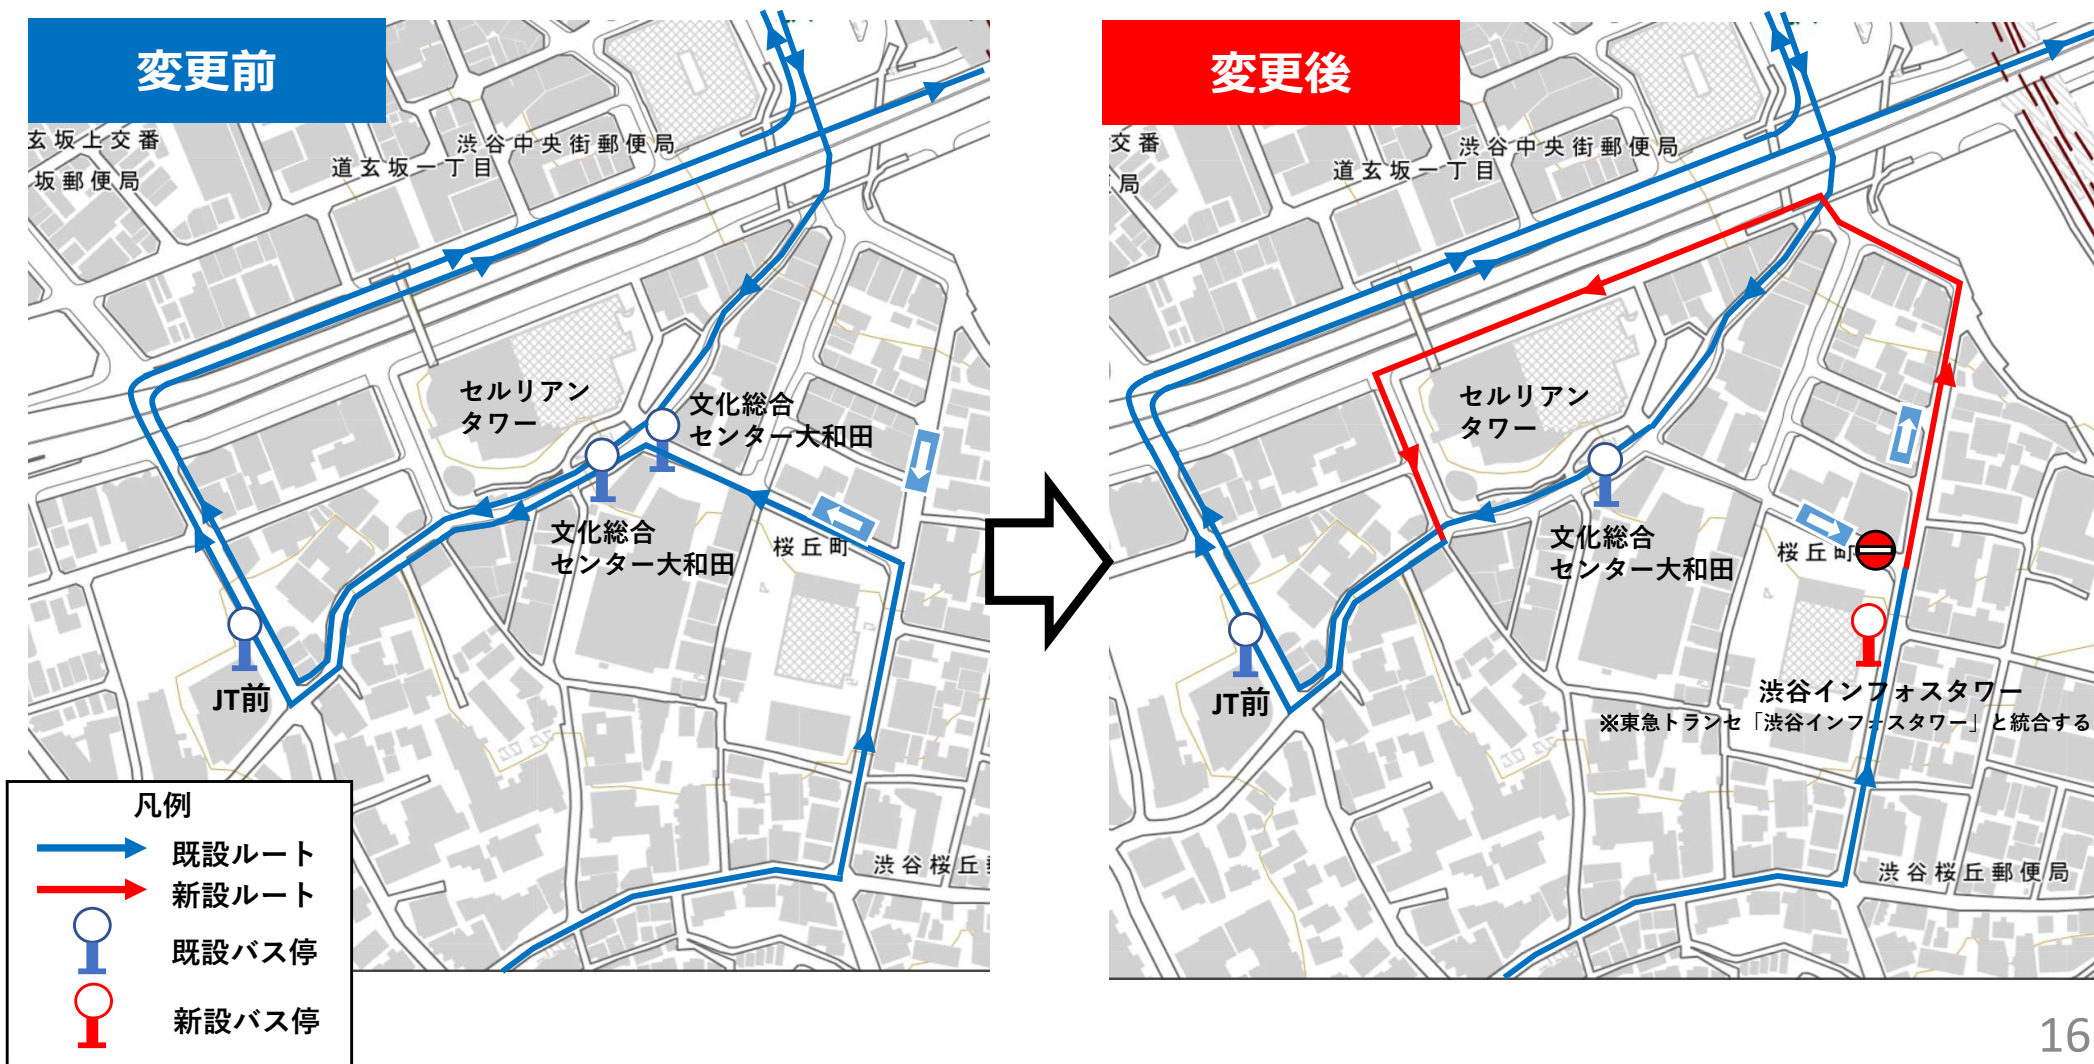 変更前
玄坂上交番
坂郵便局
渋谷中央街郵便局
道玄坂一丁目
セルリアン
タワー
文化総合
センター大和田
文化総合
センター大和田
桜丘町
JT前
渋谷桜丘
凡例
既設ルート
新設ルート
既設バス停
新設バス停
変更後
交番
局
渋谷中央街郵便局
道玄坂一丁目
セルリアン
タワー
文化総合
センター大和田
桜丘町
JT前
渋谷インフォスタワー
※東急トランセ「渋谷インフォスタワー」と統合する
渋谷桜丘郵便局
16